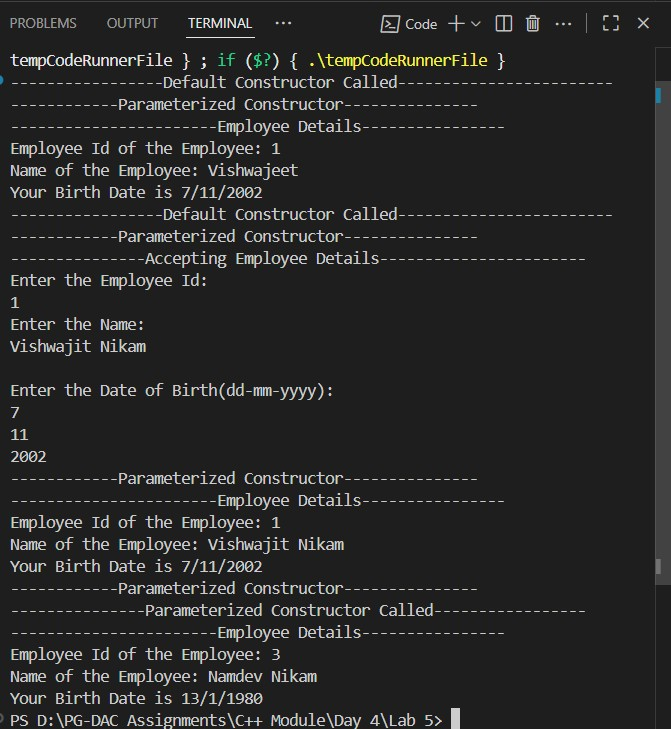 PROBLEMS OUTPUT TERMINAL ··· Code
tempCodeRunnerFile } ; if ($?) { .\tempCodeRunnerFile }
-----------------Default Constructor Called------------------------
------------Parameterized Constructor---------------
-----------------------Employee Details----------------
Employee Id of the Employee: 1
Name of the Employee: Vishwajeet
Your Birth Date is 7/11/2002
-----------------Default Constructor Called------------------------
------------Parameterized Constructor---------------
---------------Accepting Employee Details-----------------------
Enter the Employee Id:
1
Enter the Name:
Vishwajit Nikam
Enter the Date of Birth(dd-mm-yyyy):
7
11
2002
------------Parameterized Constructor---------------
-----------------------Employee Details----------------
Employee Id of the Employee: 1
Name of the Employee: Vishwajit Nikam
Your Birth Date is 7/11/2002
------------Parameterized Constructor---------------
---------------Parameterized Constructor Called-----------------
-----------------------Employee Details----------------
Employee Id of the Employee: 3
Name of the Employee: Namdev Nikam
Your Birth Date is 13/1/1980
PS D:\PG-DAC Assignments\C++ Module\Day 4\Lab 5>